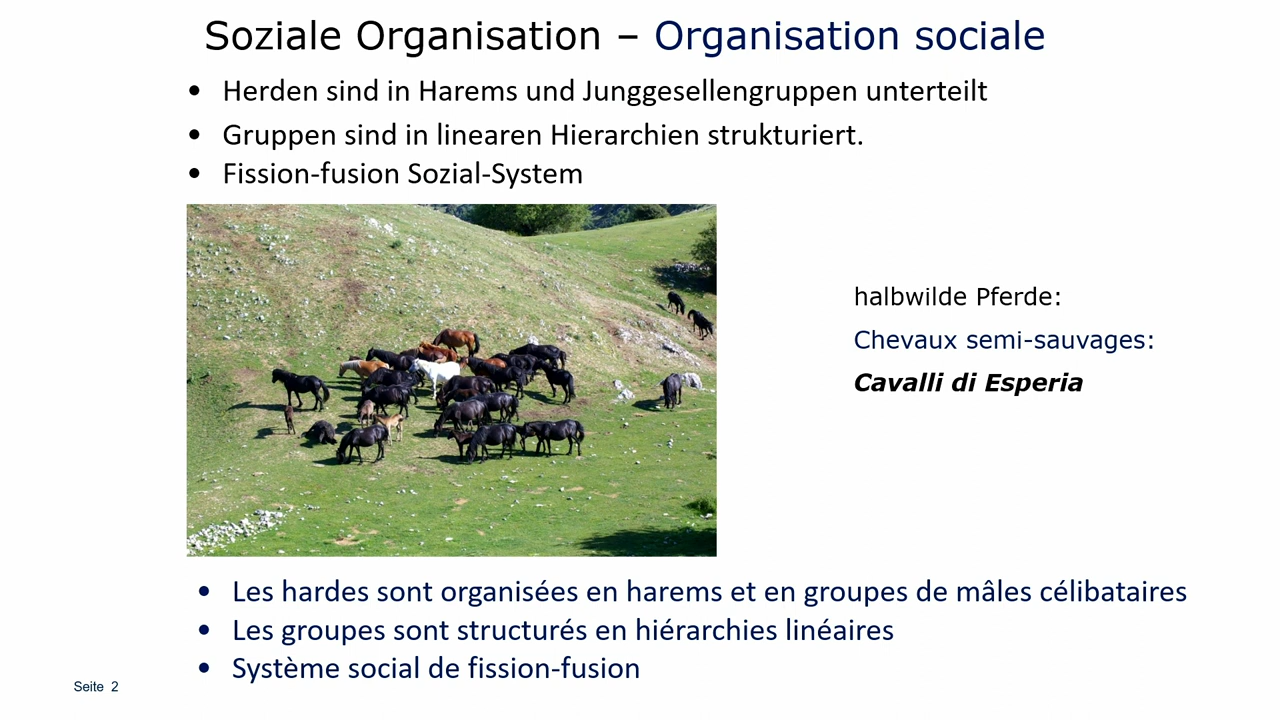 Soziale Organisation – Organisation sociale
• Herden sind in Harems und Junggesellengruppen unterteilt
• Gruppen sind in linearen Hierarchien strukturiert.
• Fission-fusion Sozial-System
halbwilde Pferde:
Chevaux semi-sauvages:
Cavalli di Esperia
• Les hardes sont organisées en harems et en groupes de mâles célibataires
• Les groupes sont structurés en hiérarchies linéaires
• Système social de fission-fusion
Seite 2